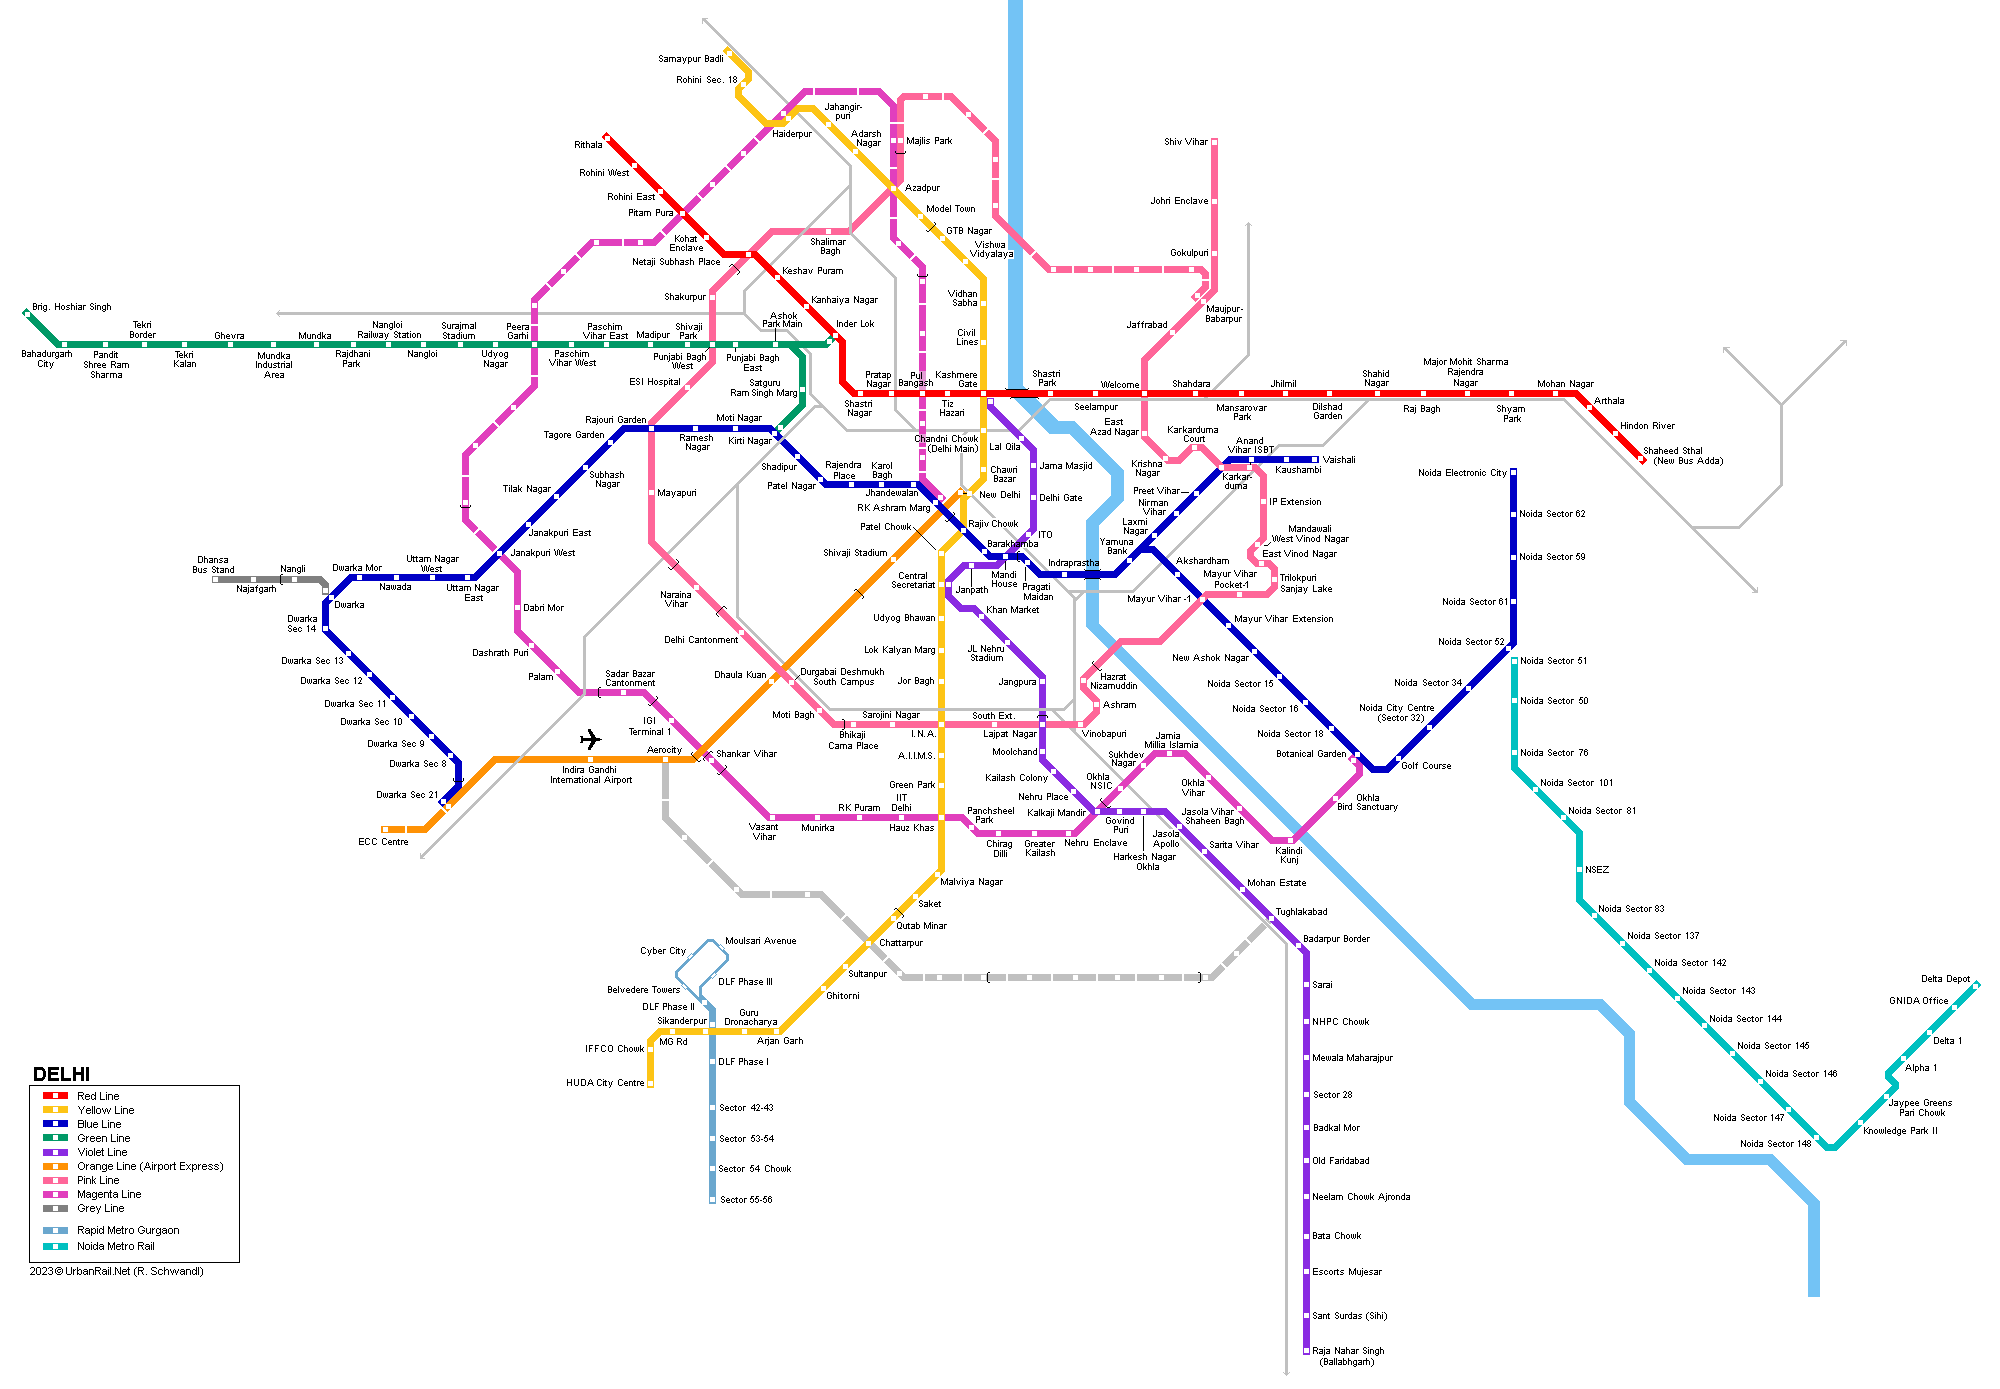 Samaypur Badli
Rohini Sec. 18
Haiderpur
Jahangir-
puri
Adarsh
Nagar
Majlis Park
Azadpur
Model Town
GTB Nagar
Vishwa
Vidyalaya
Vidhan
Sabha
Civil
Lines
Kashmere
Gate
Rithala
Rohini West
Rohini East
Pitam Pura
Kohat
Enclave
Netaji Subhash Place
Keshav Puram
Kanhaiya Nagar
Inder Lok
Shalimar
Bagh
Shakurpur
Shiv Vihar
Johri Enclave
Gokulpuri
Maujpur-
Babarpur
Jaffrabad
Brig. Hoshiar Singh
Bahadurgarh
City
Pandit
Shree Ram
Sharma
Tekri
Border
Tekri
Kalan
Ghevra
Mundka
Industrial
Area
Mundka
Rajdhani
Park
Nangloi
Railway Station
Nangloi
Surajmal
Stadium
Udyog
Nagar
Peera
Garhi
Paschim
Vihar West
Paschim
Vihar East
Madipur
Shivaji
Park
Punjabi Bagh
West
Punjabi Bagh
East
Ashok
Park Main
Satguru
Ram Singh Marg
ESI Hospital
Shastri
Nagar
Pratap
Nagar
Pul
Bangash
Tiz
Hazari
Shastri
Park
Seelampur
Welcome
Shahdara
Mansarovar
Park
Jhilmil
Dilshad
Garden
Shahid
Nagar
Raj Bagh
Major Mohit Sharma
Rajendra
Nagar
Shyam
Park
Mohan Nagar
Arthala
Hindon River
Shaheed Sthal
(New Bus Adda)
Rajouri Garden
Tagore Garden
Subhash
Nagar
Tilak Nagar
Janakpuri East
Janakpuri West
Ramesh
Nagar
Moti Nagar
Kirti Nagar
Shadipur
Patel Nagar
Rajendra
Place
Karol
Bagh
Jhandewalan
RK Ashram Marg
Chandni Chowk
(Delhi Main)
Chawri
Bazar
New Delhi
Lal Qila
Jama Masjid
Delhi Gate
ITO
Rajiv Chowk
Patel Chowk
Barakhamba
Mandi
House
Pragati
Maidan
Indraprastha
Yamuna
Bank
Laxmi
Nagar
Nirman
Vihar
Preet Vihar
East
Azad Nagar
Krishna
Nagar
Karkarduma
Court
Karkar-
duma
Anand
Vihar ISBT
Kaushambi
Vaishali
IP Extension
Mandawali
West Vinod Nagar
East Vinod Nagar
Trilokpuri
Sanjay Lake
Mayur Vihar
Pocket-1
Akshardham
Mayur Vihar -1
Mayur Vihar Extension
New Ashok Nagar
Noida Sector 15
Noida Sector 16
Noida Sector 18
Botanical Garden
Golf Course
Noida City Centre
(Sector 32)
Noida Sector 34
Noida Sector 52
Noida Sector 61
Noida Sector 59
Noida Sector 62
Noida Electronic City
Noida Sector 51
Noida Sector 50
Noida Sector 76
Noida Sector 101
Noida Sector 81
NSEZ
Noida Sector 83
Noida Sector 137
Noida Sector 142
Noida Sector 143
Noida Sector 144
Noida Sector 145
Noida Sector 146
Noida Sector 147
Noida Sector 148
Knowledge Park II
Jaypee Greens
Pari Chowk
Alpha 1
Delta 1
GNIDA Office
Delta Depot
Dhansa
Bus Stand
Najafgarh
Nangli
Dwarka
Dwarka Mor
Nawada
Uttam Nagar
West
Uttam Nagar
East
Dwarka
Sec 14
Dwarka Sec 13
Dwarka Sec 12
Dwarka Sec 11
Dwarka Sec 10
Dwarka Sec 9
Dwarka Sec 8
Dwarka Sec 21
ECC Centre
Indira Gandhi
International Airport
Aerocity
Dhaula Kuan
Shivaji Stadium
Mayapuri
Naraina
Vihar
Delhi Cantonment
Durgabai Deshmukh
South Campus
Moti Bagh
Bhikaji
Cama Place
Sarojini Nagar
I.N.A.
South Ext.
Lajpat Nagar
Vinobapuri
Ashram
Hazrat
Nizamuddin
Dabri Mor
Dashrath Puri
Palam
Sadar Bazar
Cantonment
IGI
Terminal 1
Shankar Vihar
Vasant
Vihar
Munirka
RK Puram
IIT
Delhi
Hauz Khas
Panchsheel
Park
Chirag
Dilli
Greater
Kailash
Nehru Enclave
Kalkaji Mandir
Okhla
NSIC
Sukhdev
Nagar
Jamia
Millia Islamia
Okhla
Vihar
Jasola Vihar
Shaheen Bagh
Kalindi
Kunj
Okhla
Bird Sanctuary
Central
Secretariat
Udyog Bhawan
Lok Kalyan Marg
Jor Bagh
A.I.I.M.S.
Green Park
Malviya Nagar
Saket
Qutab Minar
Chattarpur
Sultanpur
Ghitorni
Arjan Garh
Guru
Dronacharya
Sikanderpur
MG Rd
IFFCO Chowk
HUDA City Centre
Janpath
Khan Market
JL Nehru
Stadium
Jangpura
Moolchand
Kailash Colony
Nehru Place
Govind
Puri
Harkesh Nagar
Okhla
Jasola
Apollo
Sarita Vihar
Mohan Estate
Tughlakabad
Badarpur Border
Sarai
NHPC Chowk
Mewala Maharajpur
Sector 28
Badkal Mor
Old Faridabad
Neelam Chowk Ajronda
Bata Chowk
Escorts Mujesar
Sant Surdas (Sihi)
Raja Nahar Singh
(Ballabhgarh)
Cyber City
Moulsari Avenue
Belvedere Towers
DLF Phase III
DLF Phase II
DLF Phase I
Sector 42-43
Sector 53-54
Sector 54 Chowk
Sector 55-56
DELHI
Red Line
Yellow Line
Blue Line
Green Line
Violet Line
Orange Line (Airport Express)
Pink Line
Magenta Line
Grey Line
Rapid Metro Gurgaon
Noida Metro Rail
2023 © UrbanRail.Net (R. Schwandl)